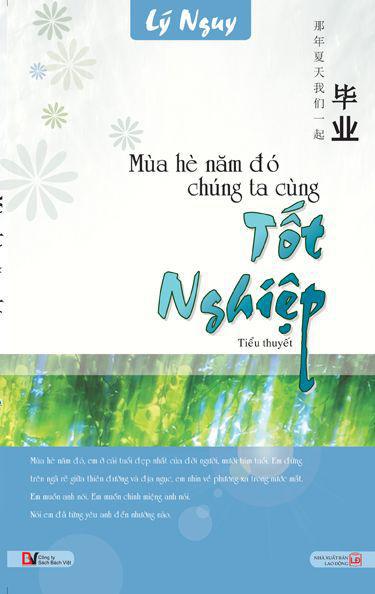 Lý Nguy
那年夏天我们一起
毕业
Mùa hè năm đó
chúng ta cùng
Tốt
Nghiệp
Tiểu thuyết
Mùa hè năm đó, em ở cái tuổi đẹp nhất của đời người, mười tám tuổi. Em đứng
trên ngã rẽ giữa thiên đường và địa ngục, em nhìn về phương xa trong nước mắt.
Em muốn anh nói. Em muốn chính miệng anh nói.
Nói em đã từng yêu anh đến nhường nào.
BV
Công ty
Sách Bách Việt
NHÀ XUẤT BẢN
LAO ĐỘNG
LĐ